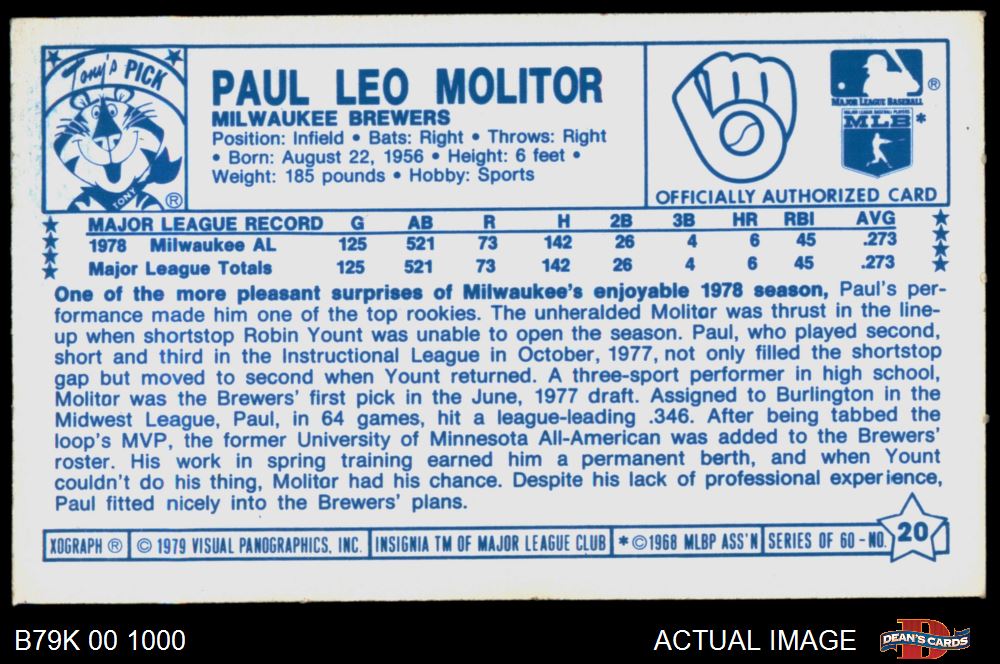 Tony's PICK
TONY ®
PAUL LEO MOLITOR
MILWAUKEE BREWERS
Position: Infield • Bats: Right • Throws: Right
• Born: August 22, 1956 • Height: 6 feet •
Weight: 185 pounds • Hobby: Sports
®
MAJOR LEAGUE BASEBALL
MAJOR LEAGUE BASEBALL PLAYERS
MLB *
OFFICIALLY AUTHORIZED CARD
MAJOR LEAGUE RECORD G AB R H 2B 3B HR RBI AVG
1978 Milwaukee AL 125 521 73 142 26 4 6 45 .273
Major League Totals 125 521 73 142 26 4 6 45 .273
One of the more pleasant surprises of Milwaukee's enjoyable 1978 season, Paul's per-
formance made him one of the top rookies. The unheralded Molitor was thrust in the line-
up when shortstop Robin Yount was unable to open the season. Paul, who played second,
short and third in the Instructional League in October, 1977, not only filled the shortstop
gap but moved to second when Yount returned. A three-sport performer in high school,
Molitor was the Brewers' first pick in the June, 1977 draft. Assigned to Burlington in the
Midwest League, Paul, in 64 games, hit a league-leading .346. After being tabbed the
loop's MVP, the former University of Minnesota All-American was added to the Brewers'
roster. His work in spring training earned him a permanent berth, and when Yount
couldn't do his thing, Molitor had his chance. Despite his lack of professional experience,
Paul fitted nicely into the Brewers' plans.
XOGRAPH ® © 1979 VISUAL PANOGRAPHICS, INC. INSIGNIA TM OF MAJOR LEAGUE CLUB * © 1968 MLBP ASS'N SERIES OF 60 - NO. 20
B79K 00 1000 ACTUAL IMAGE DEAN'S CARDS